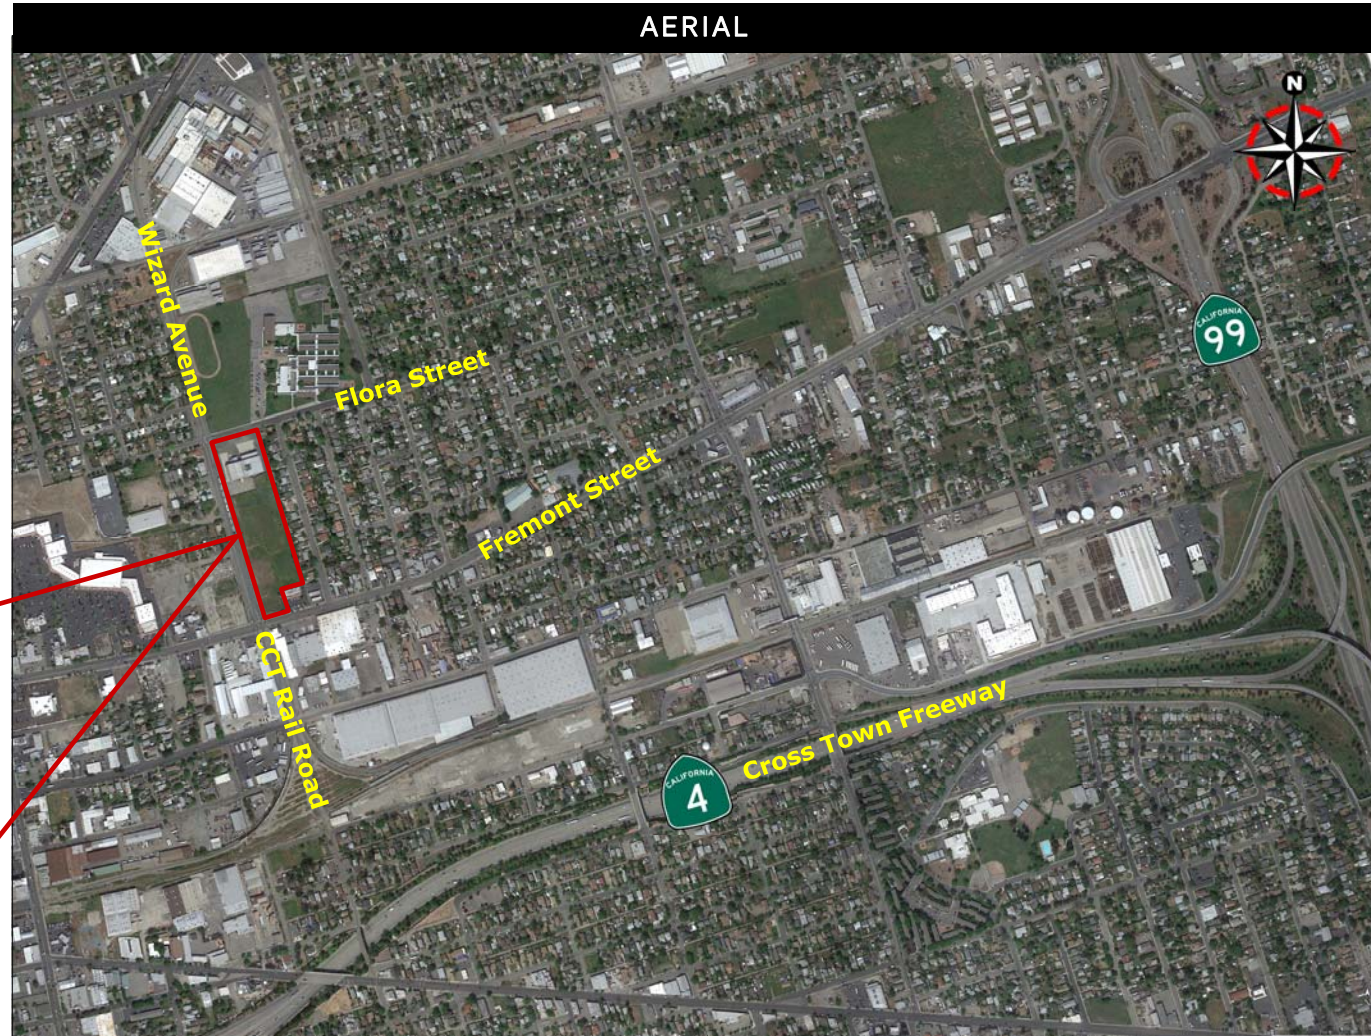 AERIAL
N
Wizard Avenue
CALIFORNIA
99
Flora Street
Fremont Street
CCT Rail Road
Cross Town Freeway
CALIFORNIA
4